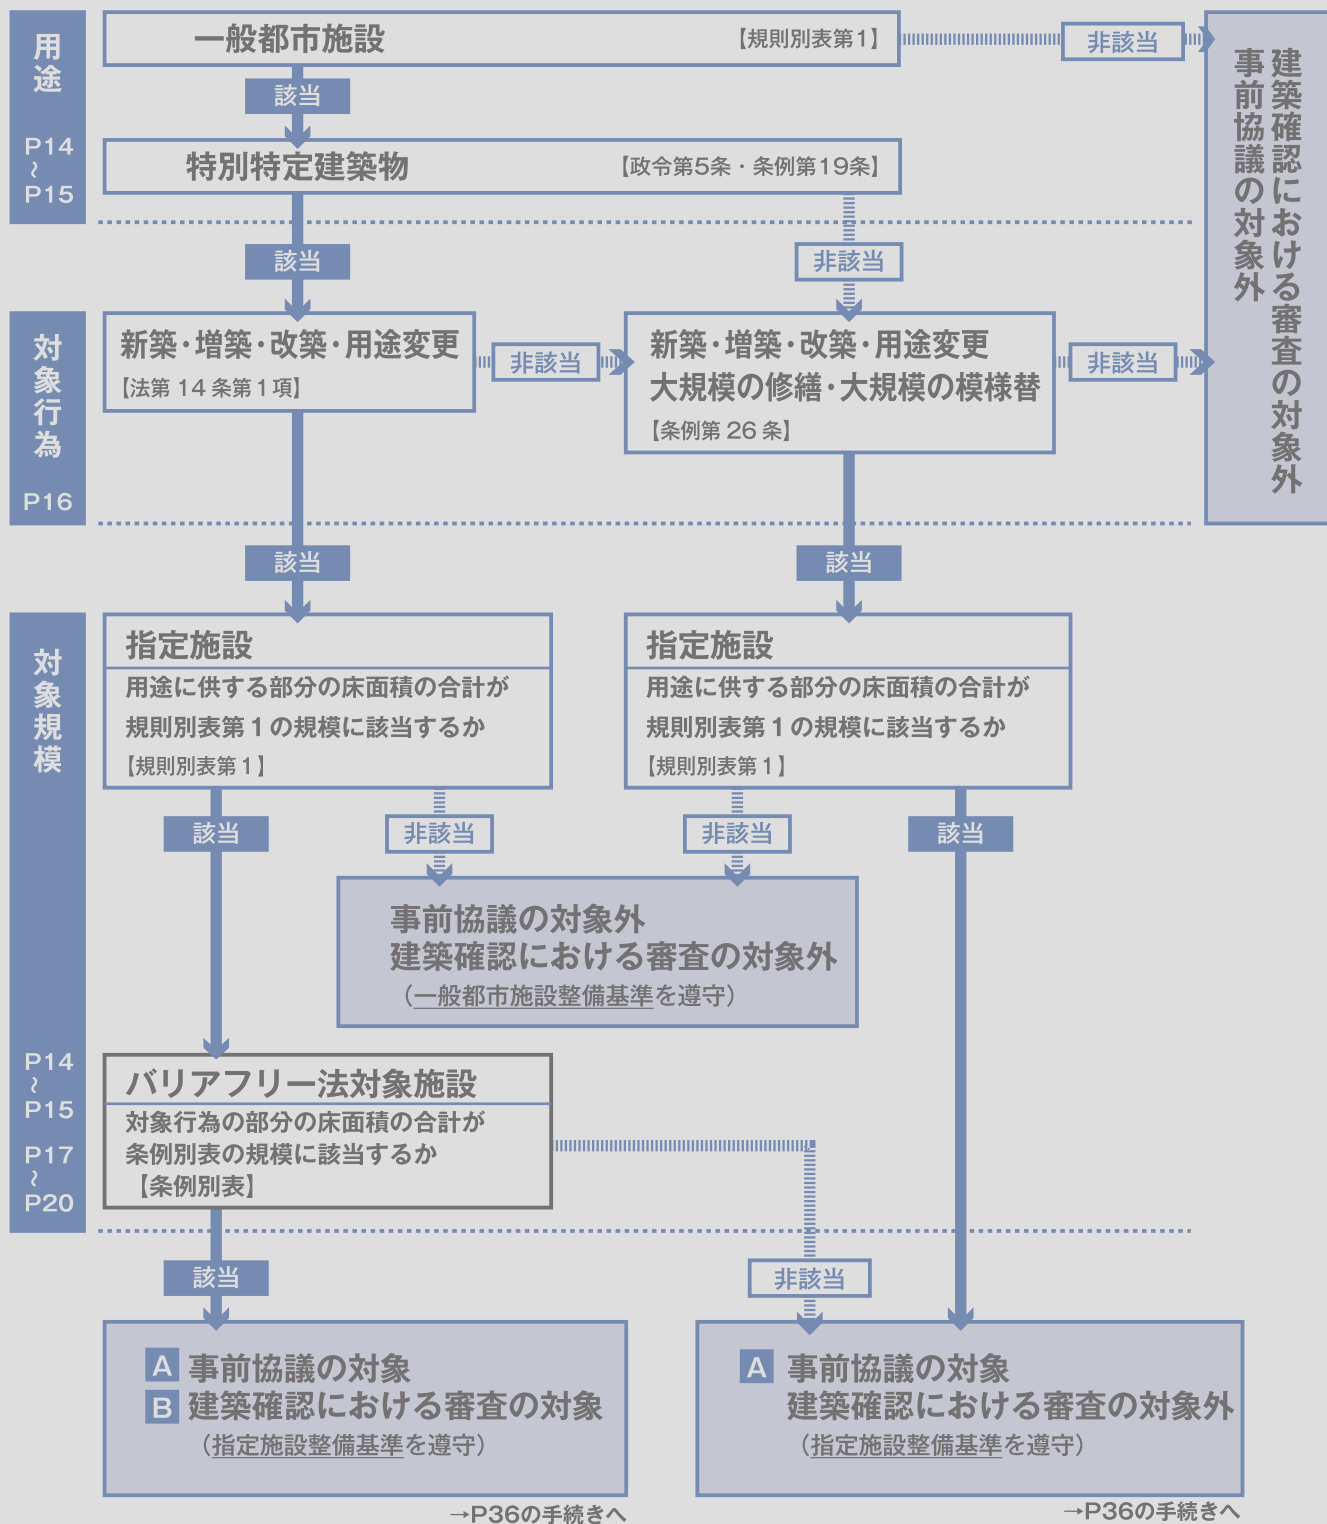 用途
P14
~
P15
一般都市施設
【規則別表第1】
非該当
建築確認における審査の対象外
事前協議の対象外
該当
特別特定建築物
【政令第5条・条例第19条】
該当
非該当
対象行為
P16
新築・増築・改築・用途変更
【法第14条第1項】
非該当
新築・増築・改築・用途変更
大規模の修繕・大規模の模様替
【条例第26条】
非該当
該当
該当
対象規模
P14
~
P15
P17
~
P20
指定施設
用途に供する部分の床面積の合計が
規則別表第1の規模に該当するか
【規則別表第1】
指定施設
用途に供する部分の床面積の合計が
規則別表第1の規模に該当するか
【規則別表第1】
該当
非該当
非該当
該当
事前協議の対象外
建築確認における審査の対象外
（一般都市施設整備基準を遵守）
バリアフリー法対象施設
対象行為の部分の床面積の合計が
条例別表の規模に該当するか
【条例別表】
該当
非該当
A 事前協議の対象
B 建築確認における審査の対象
（指定施設整備基準を遵守）
→P36の手続きへ
A 事前協議の対象
建築確認における審査の対象外
（指定施設整備基準を遵守）
→P36の手続きへ